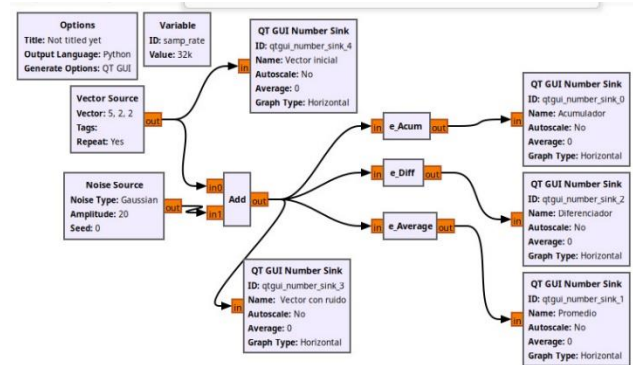 Options
Title: Not titled yet
Output Language: Python
Generate Options: QT GUI
Variable
ID: samp_rate
Value: 32k
QT GUI Number Sink
ID: qtgui_number_sink_4
Name: Vector inicial
Autoscale: No
Average: 0
Graph Type: Horizontal
in
Vector Source
Vector: 5, 2, 2
Tags:
Repeat: Yes
out
Noise Source
Noise Type: Gaussian
Amplitude: 20
Seed: 0
out
in0
in1
Add
out
in
e_Acum
out
in
e_Diff
out
in
e_Average
out
in
QT GUI Number Sink
ID: qtgui_number_sink_0
Name: Acumulador
Autoscale: No
Average: 0
Graph Type: Horizontal
in
QT GUI Number Sink
ID: qtgui_number_sink_2
Name: Diferenciador
Autoscale: No
Average: 0
Graph Type: Horizontal
in
QT GUI Number Sink
ID: qtgui_number_sink_3
Name: Vector con ruido
Autoscale: No
Average: 0
Graph Type: Horizontal
in
QT GUI Number Sink
ID: qtgui_number_sink_1
Name: Promedio
Autoscale: No
Average: 0
Graph Type: Horizontal
in